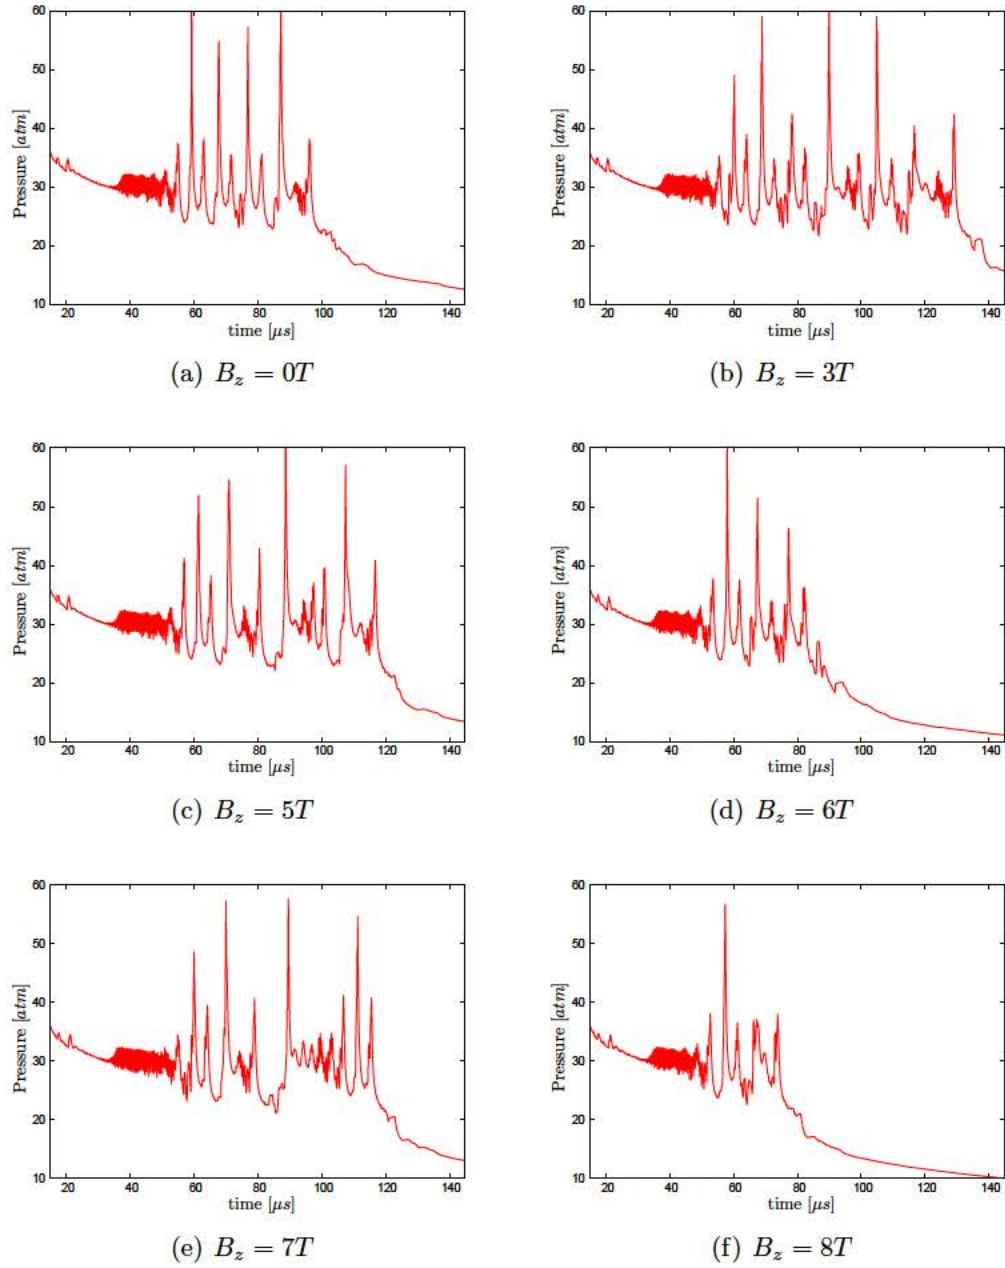 60
50
40
30
20
10
Pressure [atm]
20 40 60 80 100 120 140
time [μs]
(a) B_z = 0T
60
50
40
30
20
10
Pressure [atm]
20 40 60 80 100 120 140
time [μs]
(b) B_z = 3T
60
50
40
30
20
10
Pressure [atm]
20 40 60 80 100 120 140
time [μs]
(c) B_z = 5T
60
50
40
30
20
10
Pressure [atm]
20 40 60 80 100 120 140
time [μs]
(d) B_z = 6T
60
50
40
30
20
10
Pressure [atm]
20 40 60 80 100 120 140
time [μs]
(e) B_z = 7T
60
50
40
30
20
10
Pressure [atm]
20 40 60 80 100 120 140
time [μs]
(f) B_z = 8T